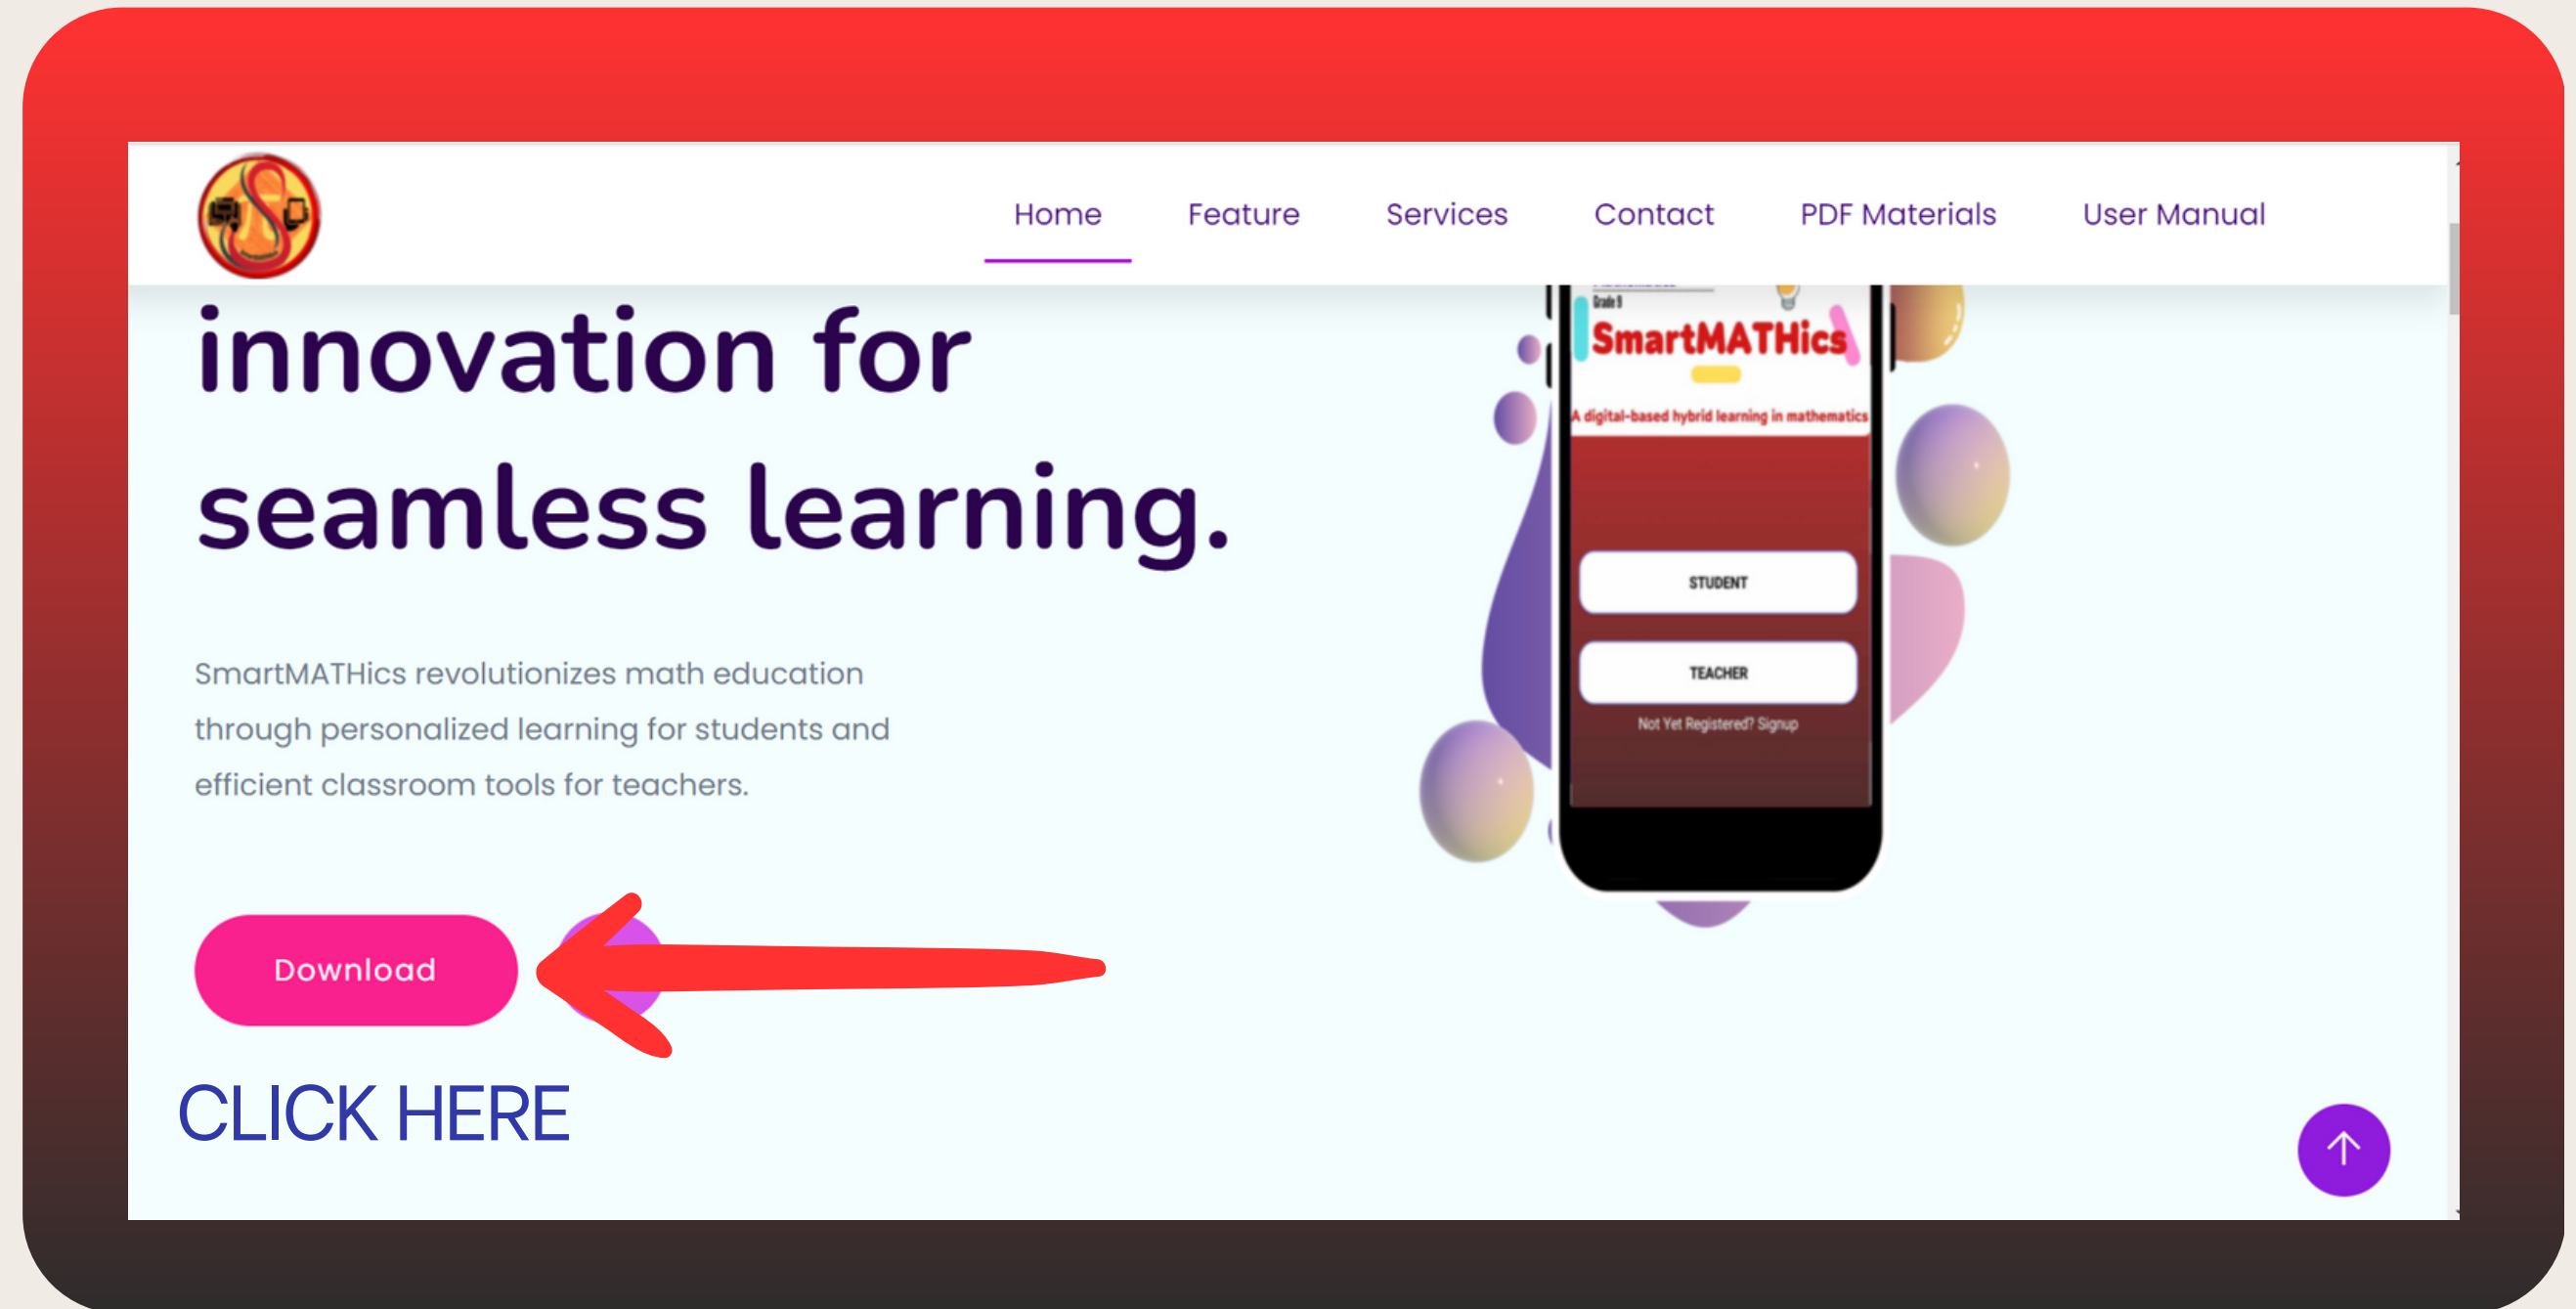 Home Feature Services Contact PDF Materials User Manual
innovation for
seamless learning.
SmartMATHics revolutionizes math education
through personalized learning for students and
efficient classroom tools for teachers.
Download
CLICK HERE
Grade 9
SmartMATHics
A digital-based hybrid learning in mathematics
STUDENT
TEACHER
Not Yet Registered? Signup